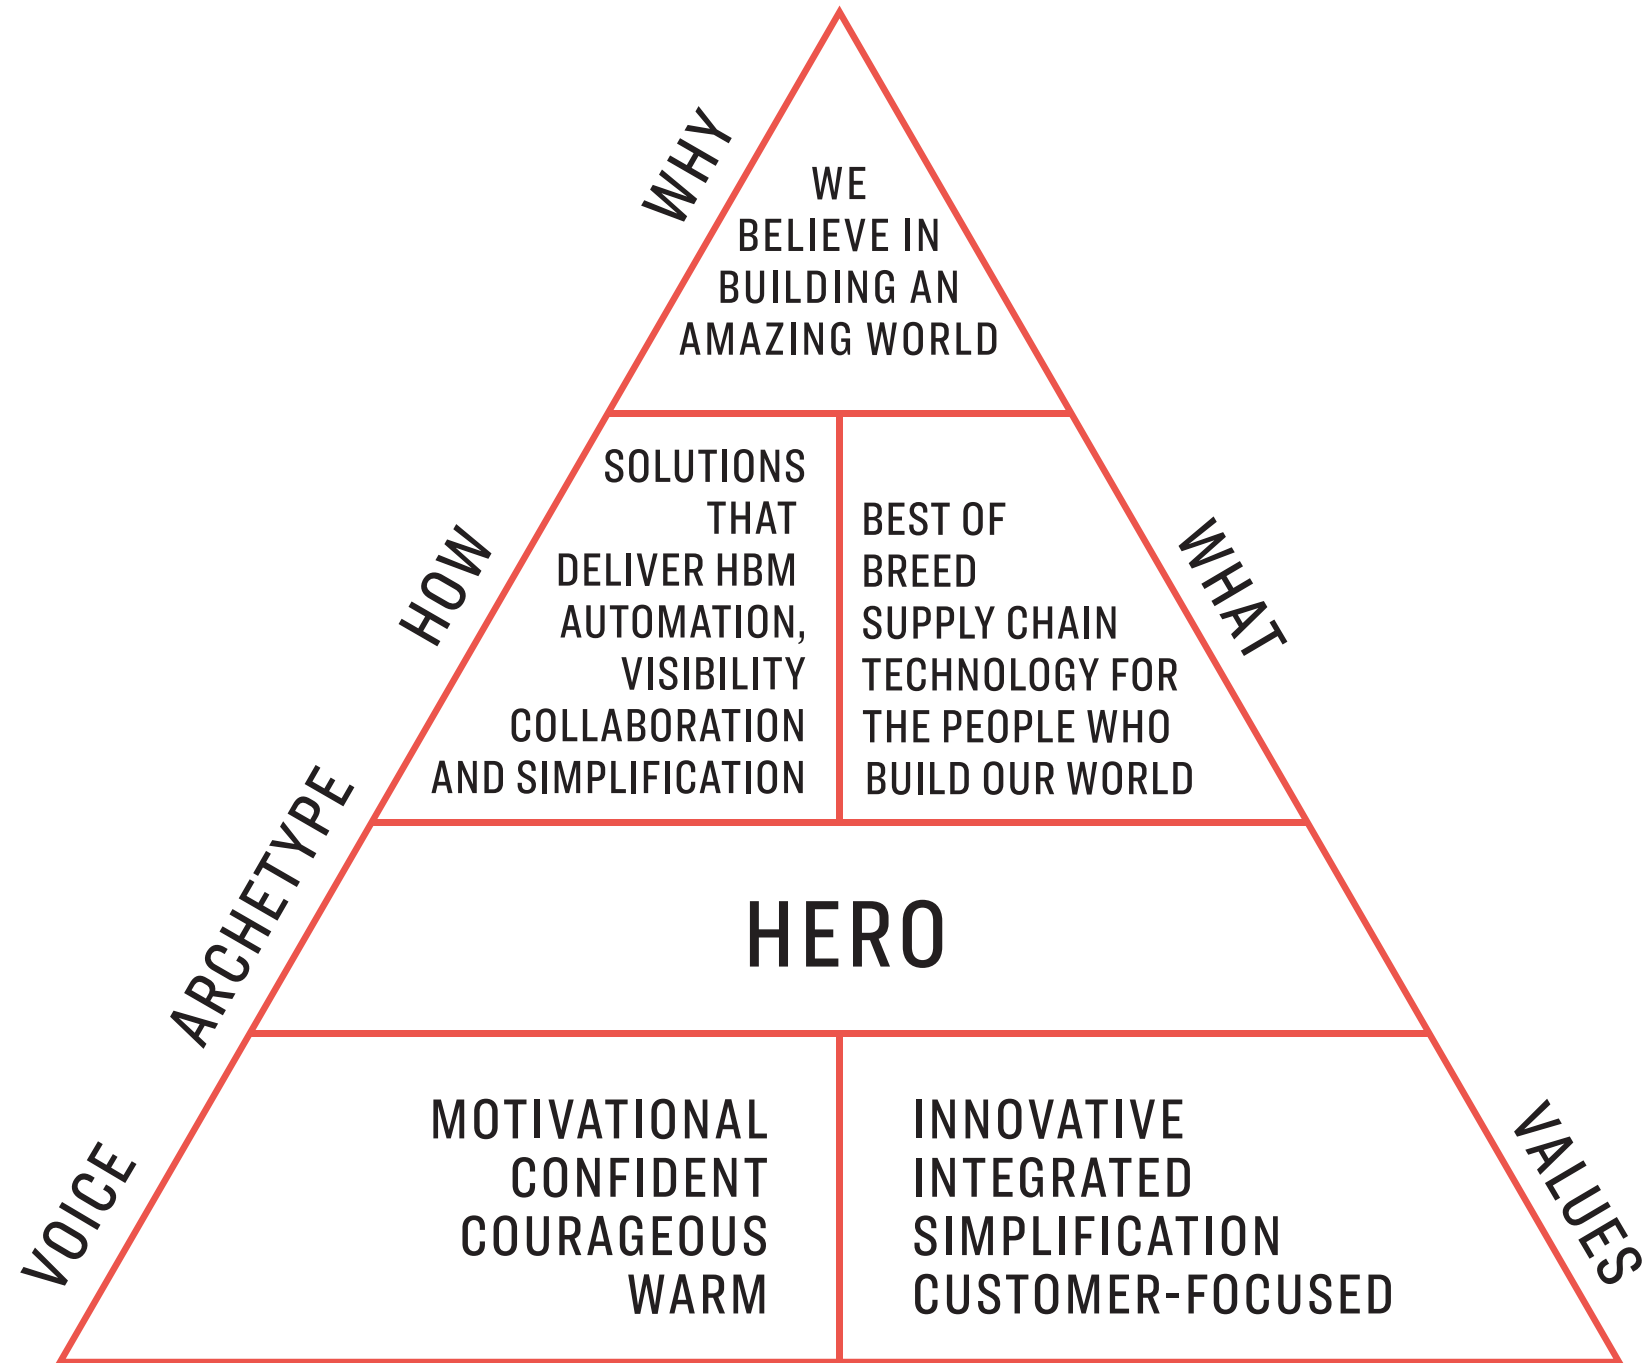 WHY
WE
BELIEVE IN
BUILDING AN
AMAZING WORLD
HOW
SOLUTIONS
THAT
DELIVER HBM
AUTOMATION,
VISIBILITY
COLLABORATION
AND SIMPLIFICATION
WHAT
BEST OF
BREED
SUPPLY CHAIN
TECHNOLOGY FOR
THE PEOPLE WHO
BUILD OUR WORLD
ARCHETYPE
HERO
VOICE
MOTIVATIONAL
CONFIDENT
COURAGEOUS
WARM
VALUES
INNOVATIVE
INTEGRATED
SIMPLIFICATION
CUSTOMER-FOCUSED